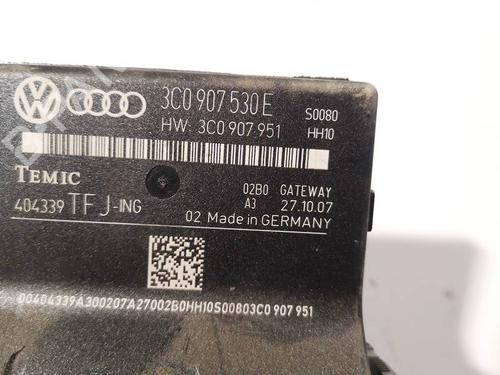 3C0 907 530 E
S0080
HW: 3C0 907 951
HH10
TEMIC
02B0 GATEWAY
404339 TFJ-ING
A3 27.10.07
02 Made in GERMANY
00404339A300207A27002B0HH10S00803C0 907 951